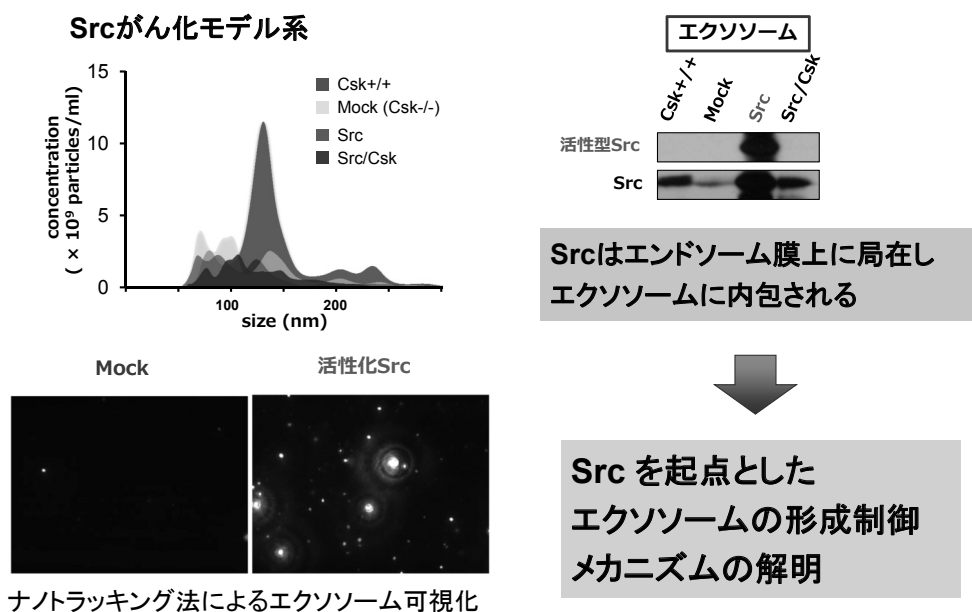 Srcがん化モデル系
15
10
5
0
concentration
( × 10⁹ particles/ml)
Csk+/+
Mock (Csk-/-)
Src
Src/Csk
100
200
size (nm)
Mock
活性化Src
ナノトラッキング法によるエクソソーム可視化
エクソソーム
Csk+/+
Mock
Src
Src/Csk
活性型Src
Src
Srcはエンドソーム膜上に局在し
エクソソームに内包される
Src を起点とした
エクソソームの形成制御
メカニズムの解明